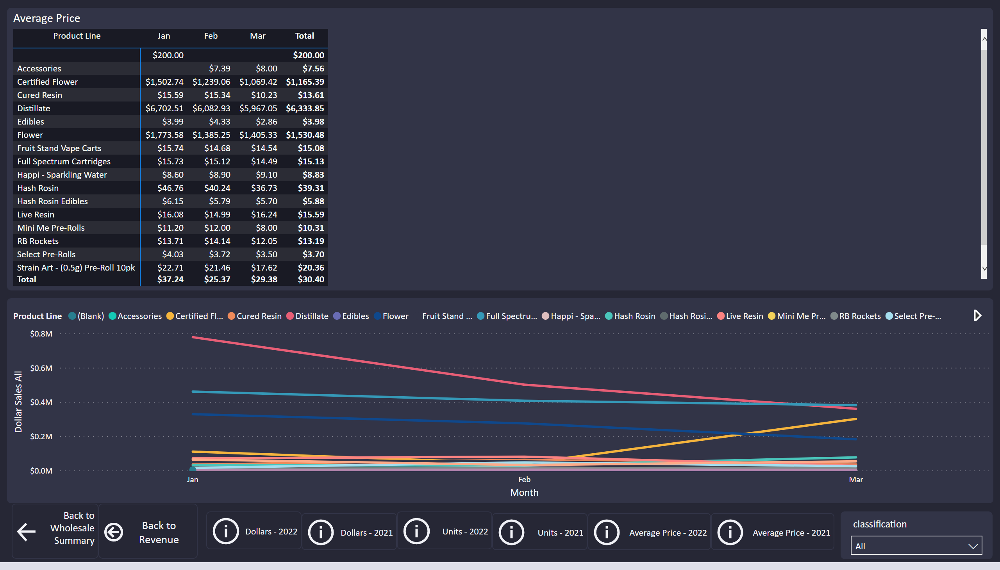 Average Price
Product Line Jan Feb Mar Total
$200.00 $200.00
Accessories $7.39 $8.00 $7.56
Certified Flower $1,502.74 $1,239.06 $1,069.42 $1,165.39
Cured Resin $15.59 $15.34 $10.23 $13.61
Distillate $6,702.51 $6,082.93 $5,967.05 $6,333.85
Edibles $3.99 $4.33 $2.86 $3.98
Flower $1,773.58 $1,385.25 $1,405.33 $1,530.48
Fruit Stand Vape Carts $15.74 $14.68 $14.54 $15.08
Full Spectrum Cartridges $15.73 $15.12 $14.49 $15.13
Happi - Sparkling Water $8.60 $8.90 $9.10 $8.83
Hash Rosin $46.76 $40.24 $36.73 $39.31
Hash Rosin Edibles $6.15 $5.79 $5.70 $5.88
Live Resin $16.08 $14.99 $16.24 $15.59
Mini Me Pre-Rolls $11.20 $12.00 $8.00 $10.31
RB Rockets $13.71 $14.14 $12.05 $13.19
Select Pre-Rolls $4.03 $3.72 $3.50 $3.70
Strain Art - (0.5g) Pre-Roll 10pk $22.71 $21.46 $17.62 $20.36
Total $37.24 $25.37 $29.38 $30.40
Product Line (Blank) Accessories Certified Fl... Cured Resin Distillate Edibles Flower Fruit Stand ... Full Spectru... Happi - Spa... Hash Rosin Hash Rosi... Live Resin Mini Me Pr... RB Rockets Select Pre-...
Dollar Sales All
$0.8M
$0.6M
$0.4M
$0.2M
$0.0M
Jan Feb Mar
Month
Back to
Wholesale
Summary
Back to
Revenue
Dollars - 2022
Dollars - 2021
Units - 2022
Units - 2021
Average Price - 2022
Average Price - 2021
classification
All